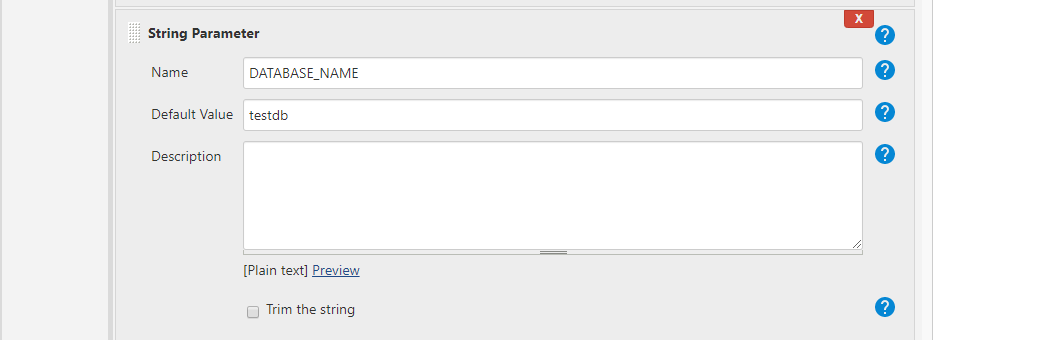 X
String Parameter
?
Name
DATABASE_NAME
?
Default Value
testdb
?
Description
?
[Plain text] Preview
Trim the string
?